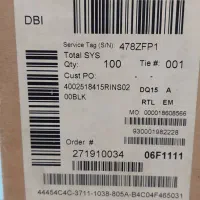 DBI
Service Tag (S/N): 478ZFP1
Total SYS
Qty: 100 Tie # 001
Cust PO:
4002518415RINS02 DQ15 A
00BLK RTL EM
MO: 000018608566
930001982228
Order #
271910034 06F1111
44454C4C-3711-1038-805A-B4C04F465031